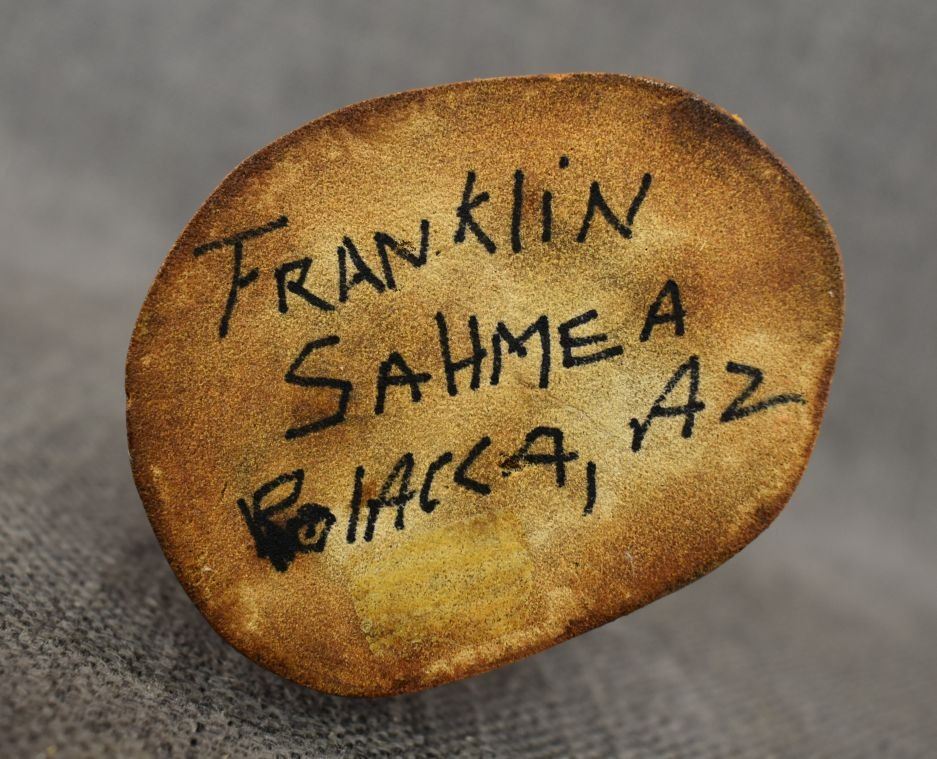 FRANKLiN
SAHMEA
PolACCA, AZ